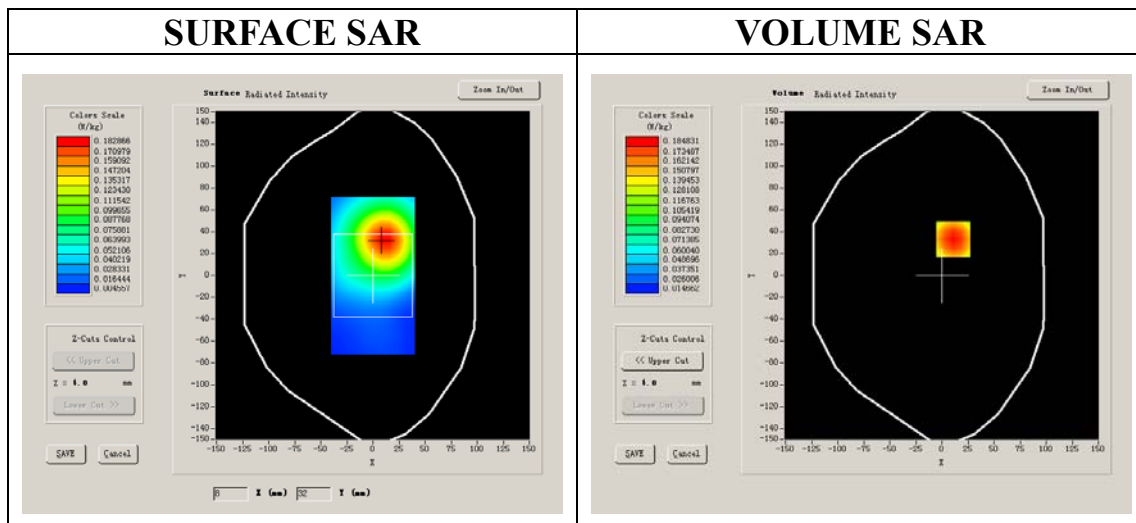 SURFACE SAR
VOLUME SAR
Surface Radiated Intensity
Zoom In/Out
Colors Scale
(W/kg)
0.182866
0.170979
0.159092
0.147204
0.135317
0.123430
0.111542
0.099655
0.087768
0.075881
0.063993
0.052106
0.040219
0.028331
0.016444
0.004557
150
140
120
100
80
60
40
20
0
-20
-40
-60
-80
-100
-120
-140
-150
Y
-150 -125 -100 -75 -50 -25 0 25 50 75 100 125 150
X
Z-Cuts Control
<< Upper Cut
Z = 4.0 mm
Lower Cut >>
SAVE
Cancel
8 X (mm) 32 Y (mm)
Volume Radiated Intensity
Zoom In/Out
Colors Scale
(W/kg)
0.184831
0.173487
0.162142
0.150797
0.139453
0.128108
0.116763
0.105419
0.094074
0.082730
0.071385
0.060040
0.048696
0.037351
0.026006
0.014662
150
140
120
100
80
60
40
20
0
-20
-40
-60
-80
-100
-120
-140
-150
Y
-150 -125 -100 -75 -50 -25 0 25 50 75 100 125 150
X
Z-Cuts Control
<< Upper Cut
Z = 4.0 mm
Lower Cut >>
SAVE
Cancel